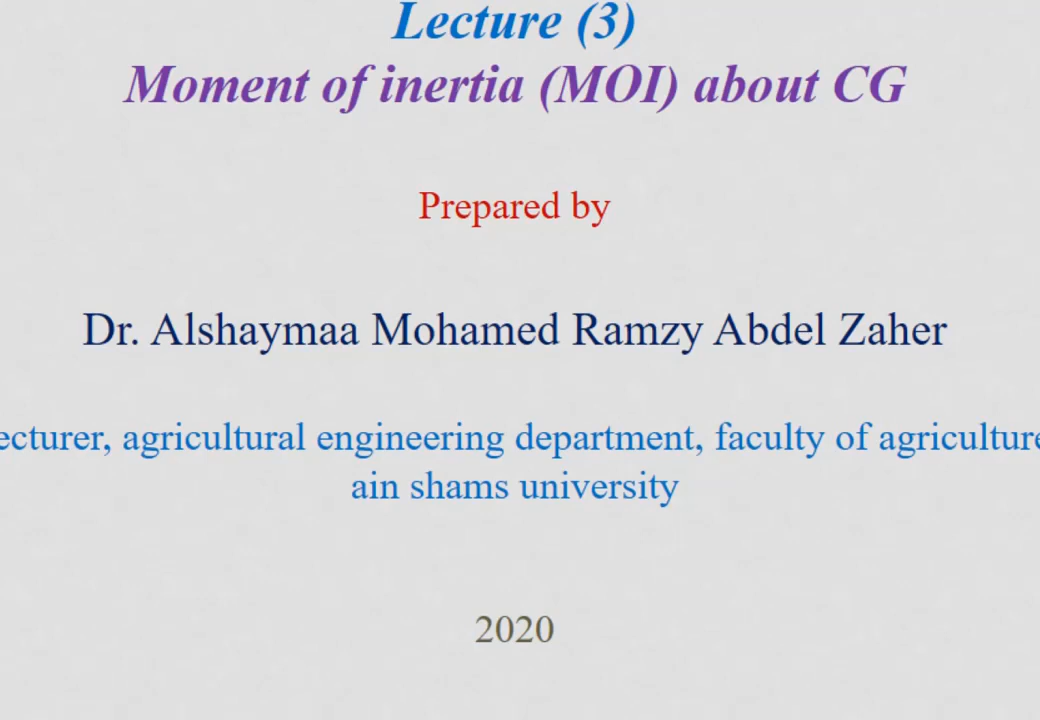 Lecture (3)
Moment of inertia (MOI) about CG
Prepared by
Dr. Alshaymaa Mohamed Ramzy Abdel Zaher
ecturer, agricultural engineering department, faculty of agriculture
ain shams university
2020